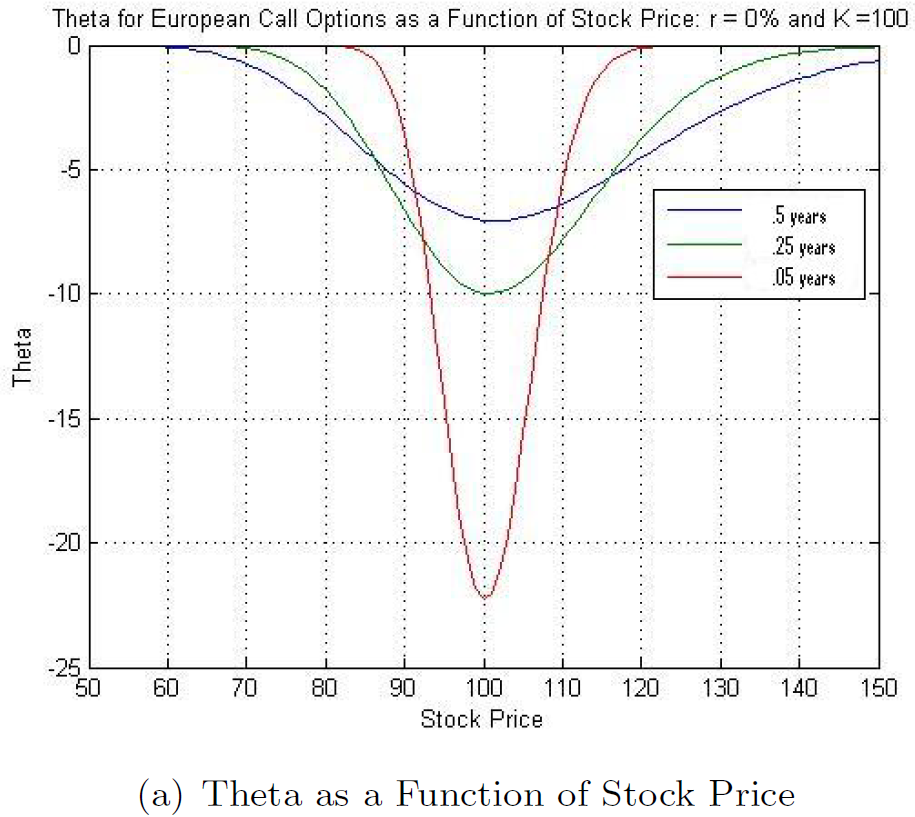 Theta for European Call Options as a Function of Stock Price: r = 0% and K =100
0
-5
-10
-15
-20
-25
Theta
.5 years
.25 years
.05 years
50 60 70 80 90 100 110 120 130 140 150
Stock Price
(a) Theta as a Function of Stock Price